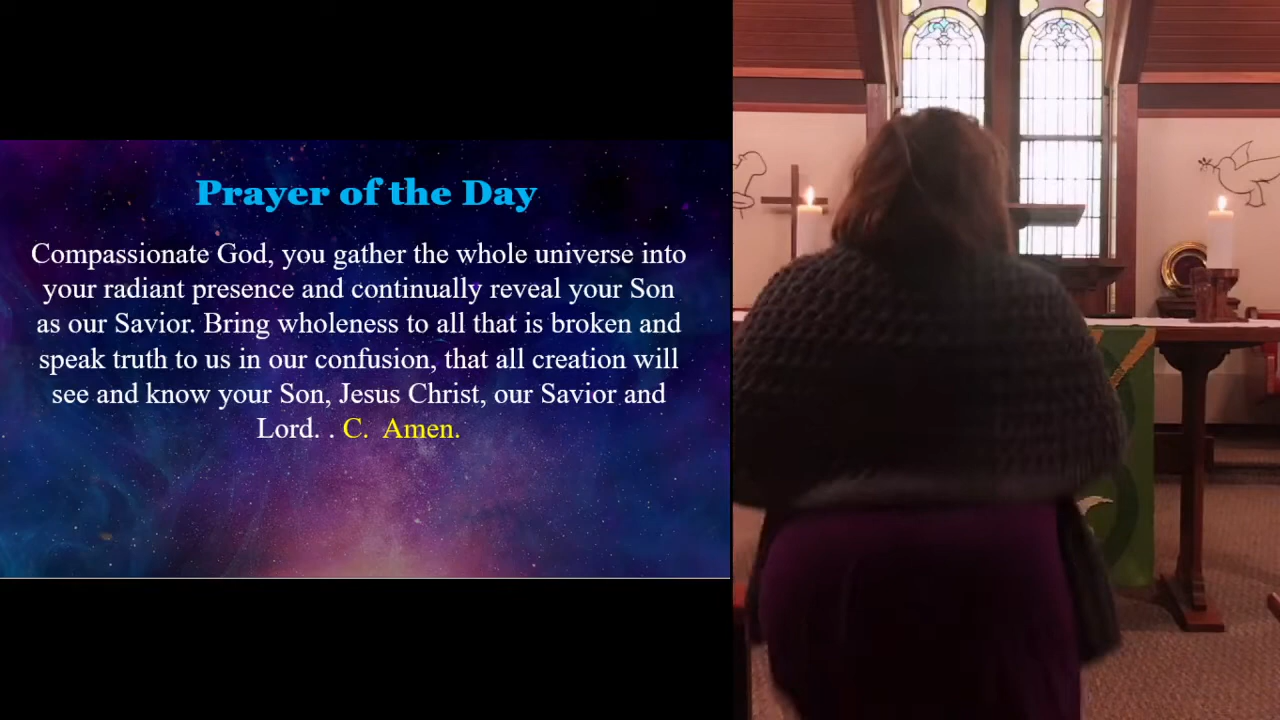 Prayer of the Day
Compassionate God, you gather the whole universe into
your radiant presence and continually reveal your Son
as our Savior. Bring wholeness to all that is broken and
speak truth to us in our confusion, that all creation will
see and know your Son, Jesus Christ, our Savior and
Lord. . C.  Amen.